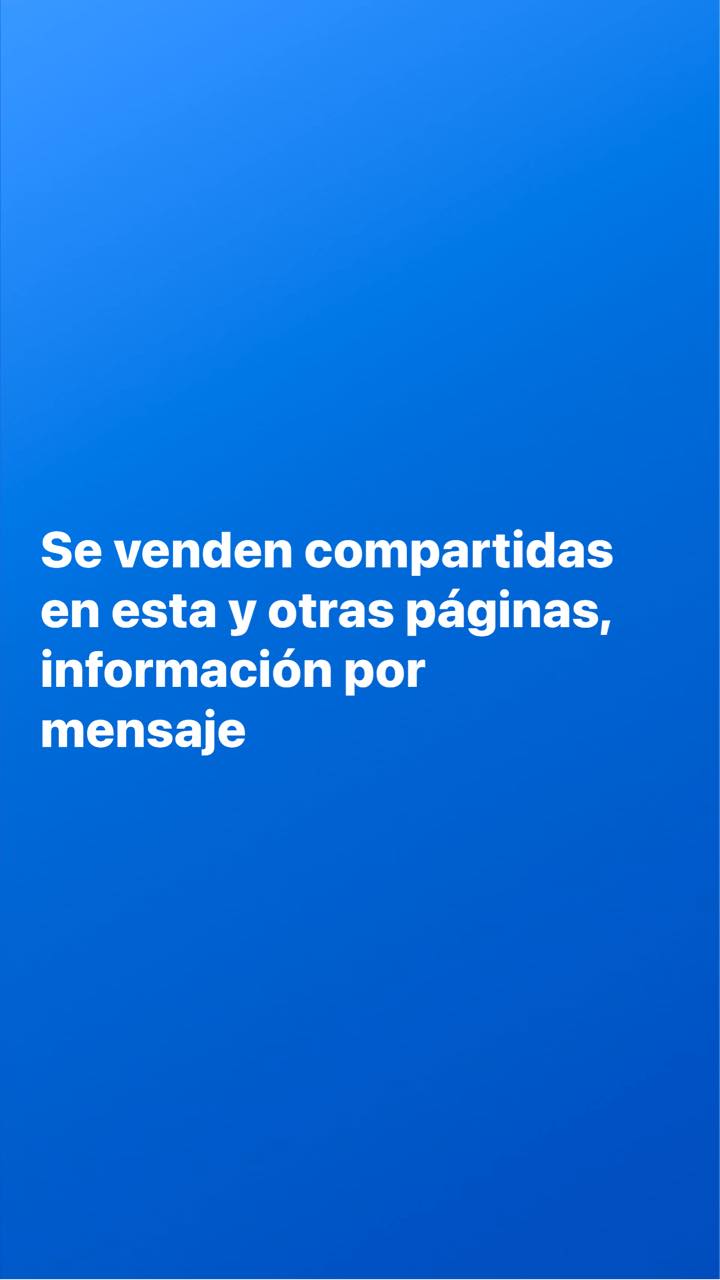 Se venden compartidas
en esta y otras páginas,
información por
mensaje